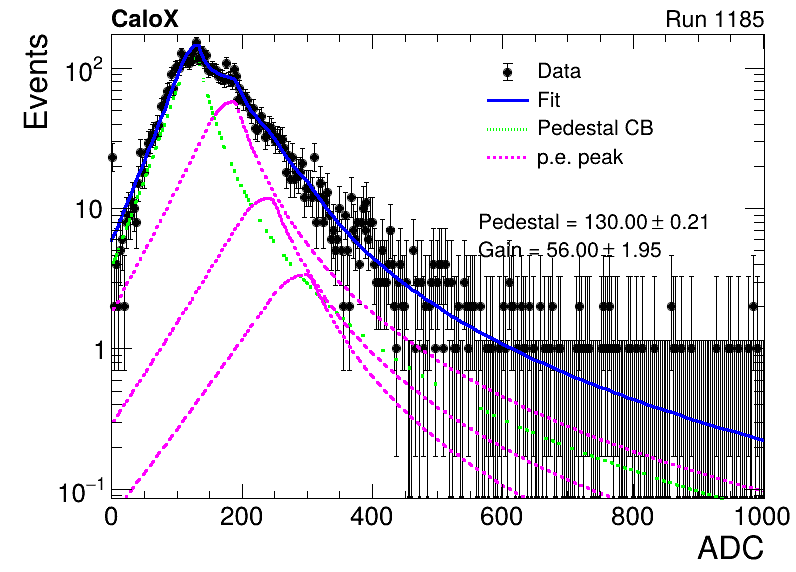 CaloX Run 1185
Events
Data
Fit
Pedestal CB
p.e. peak
Pedestal = 130.00 ± 0.21
Gain = 56.00 ± 1.95
10²
10
1
10⁻¹
0 200 400 600 800 1000
ADC